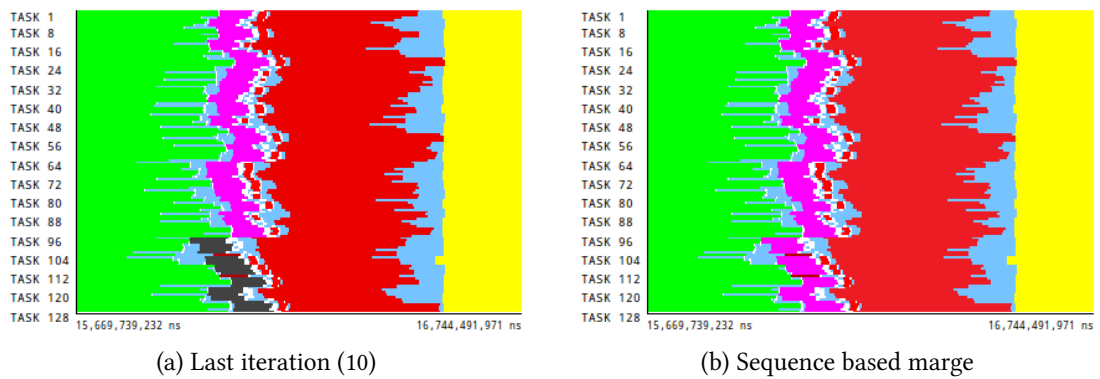 TASK 1
TASK 8
TASK 16
TASK 24
TASK 32
TASK 40
TASK 48
TASK 56
TASK 64
TASK 72
TASK 80
TASK 88
TASK 96
TASK 104
TASK 112
TASK 120
TASK 128
15,669,739,232 ns
16,744,491,971 ns
(a) Last iteration (10)
TASK 1
TASK 8
TASK 16
TASK 24
TASK 32
TASK 40
TASK 48
TASK 56
TASK 64
TASK 72
TASK 80
TASK 88
TASK 96
TASK 104
TASK 112
TASK 120
TASK 128
15,669,739,232 ns
16,744,491,971 ns
(b) Sequence based marge